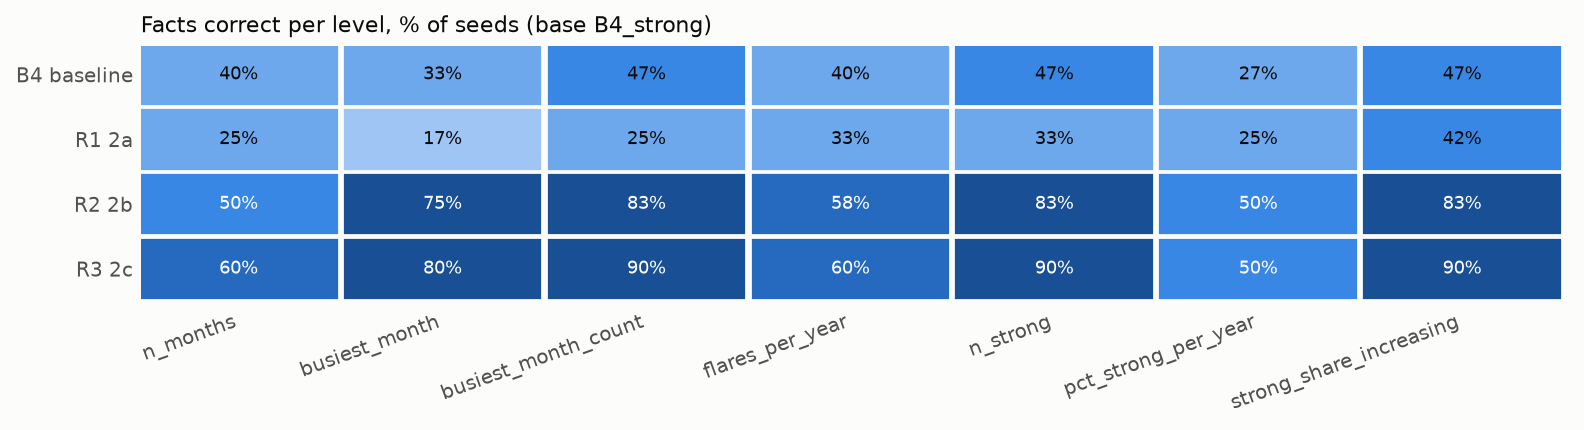 Facts correct per level, % of seeds (base B4_strong)
B4 baseline 40% 33% 47% 40% 47% 27% 47%
R1 2a 25% 17% 25% 33% 33% 25% 42%
R2 2b 50% 75% 83% 58% 83% 50% 83%
R3 2c 60% 80% 90% 60% 90% 50% 90%
n_months busiest_month busiest_month_count flares_per_year n_strong pct_strong_per_year strong_share_increasing